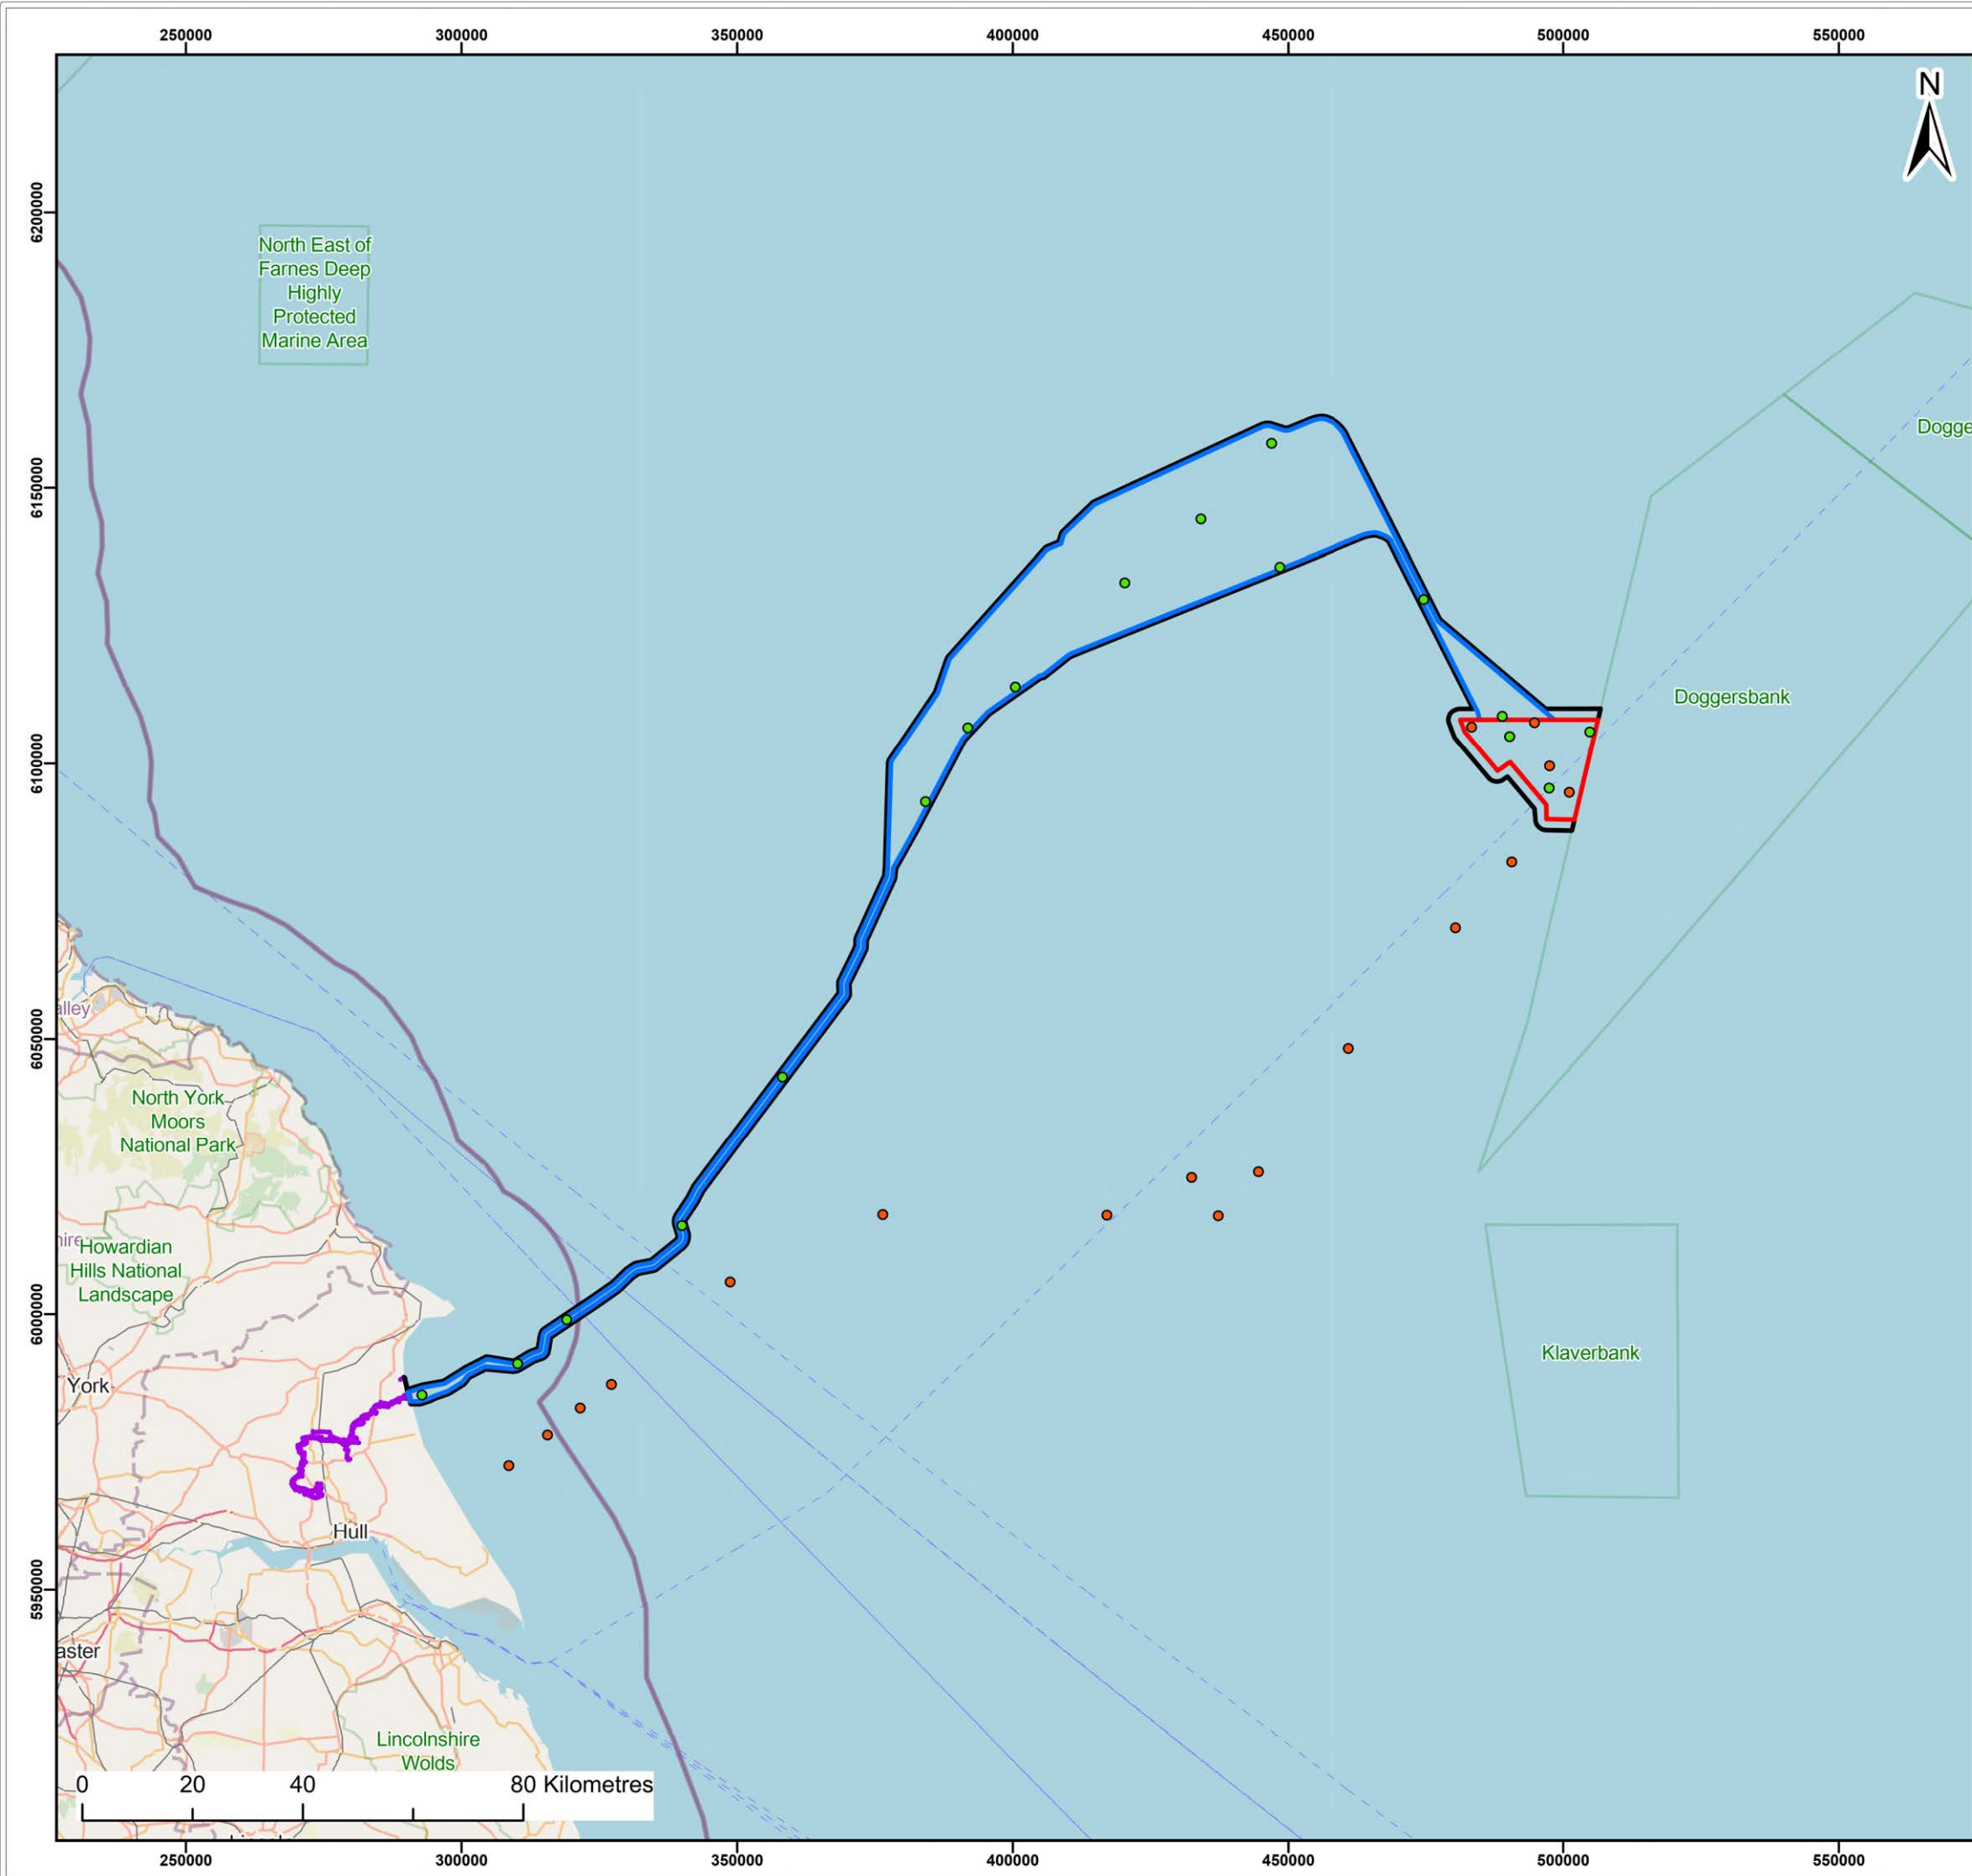 250000 300000 350000 400000 450000 500000 550000
N
6200000
North East of
Farnes Deep
Highly
Protected
Marine Area
Dogge
6150000
Doggersbank
6100000
alley
6050000
North York
Moors
National Park
hire
Howardian
Hills National
Landscape
6000000
Klaverbank
York
Hull
5950000
aster
Lincolnshire
Wolds
0 20 40 80 Kilometres
250000 300000 350000 400000 450000 500000 550000